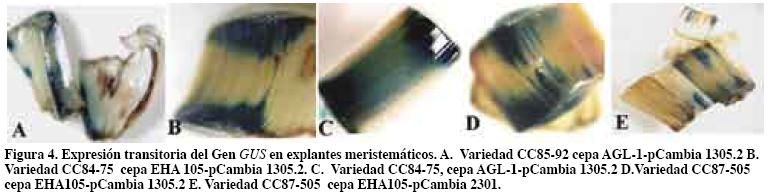 A
B
C
D
E
Figura 4. Expresión transitoria del Gen GUS en explantes meristemáticos. A. Variedad CC85-92 cepa AGL-1-pCambia 1305.2 B.
Variedad CC84-75 cepa EHA 105-pCambia 1305.2. C. Variedad CC84-75, cepa AGL-1-pCambia 1305.2 D.Variedad CC87-505
cepa EHA105-pCambia 1305.2 E. Variedad CC87-505 cepa EHA105-pCambia 2301.